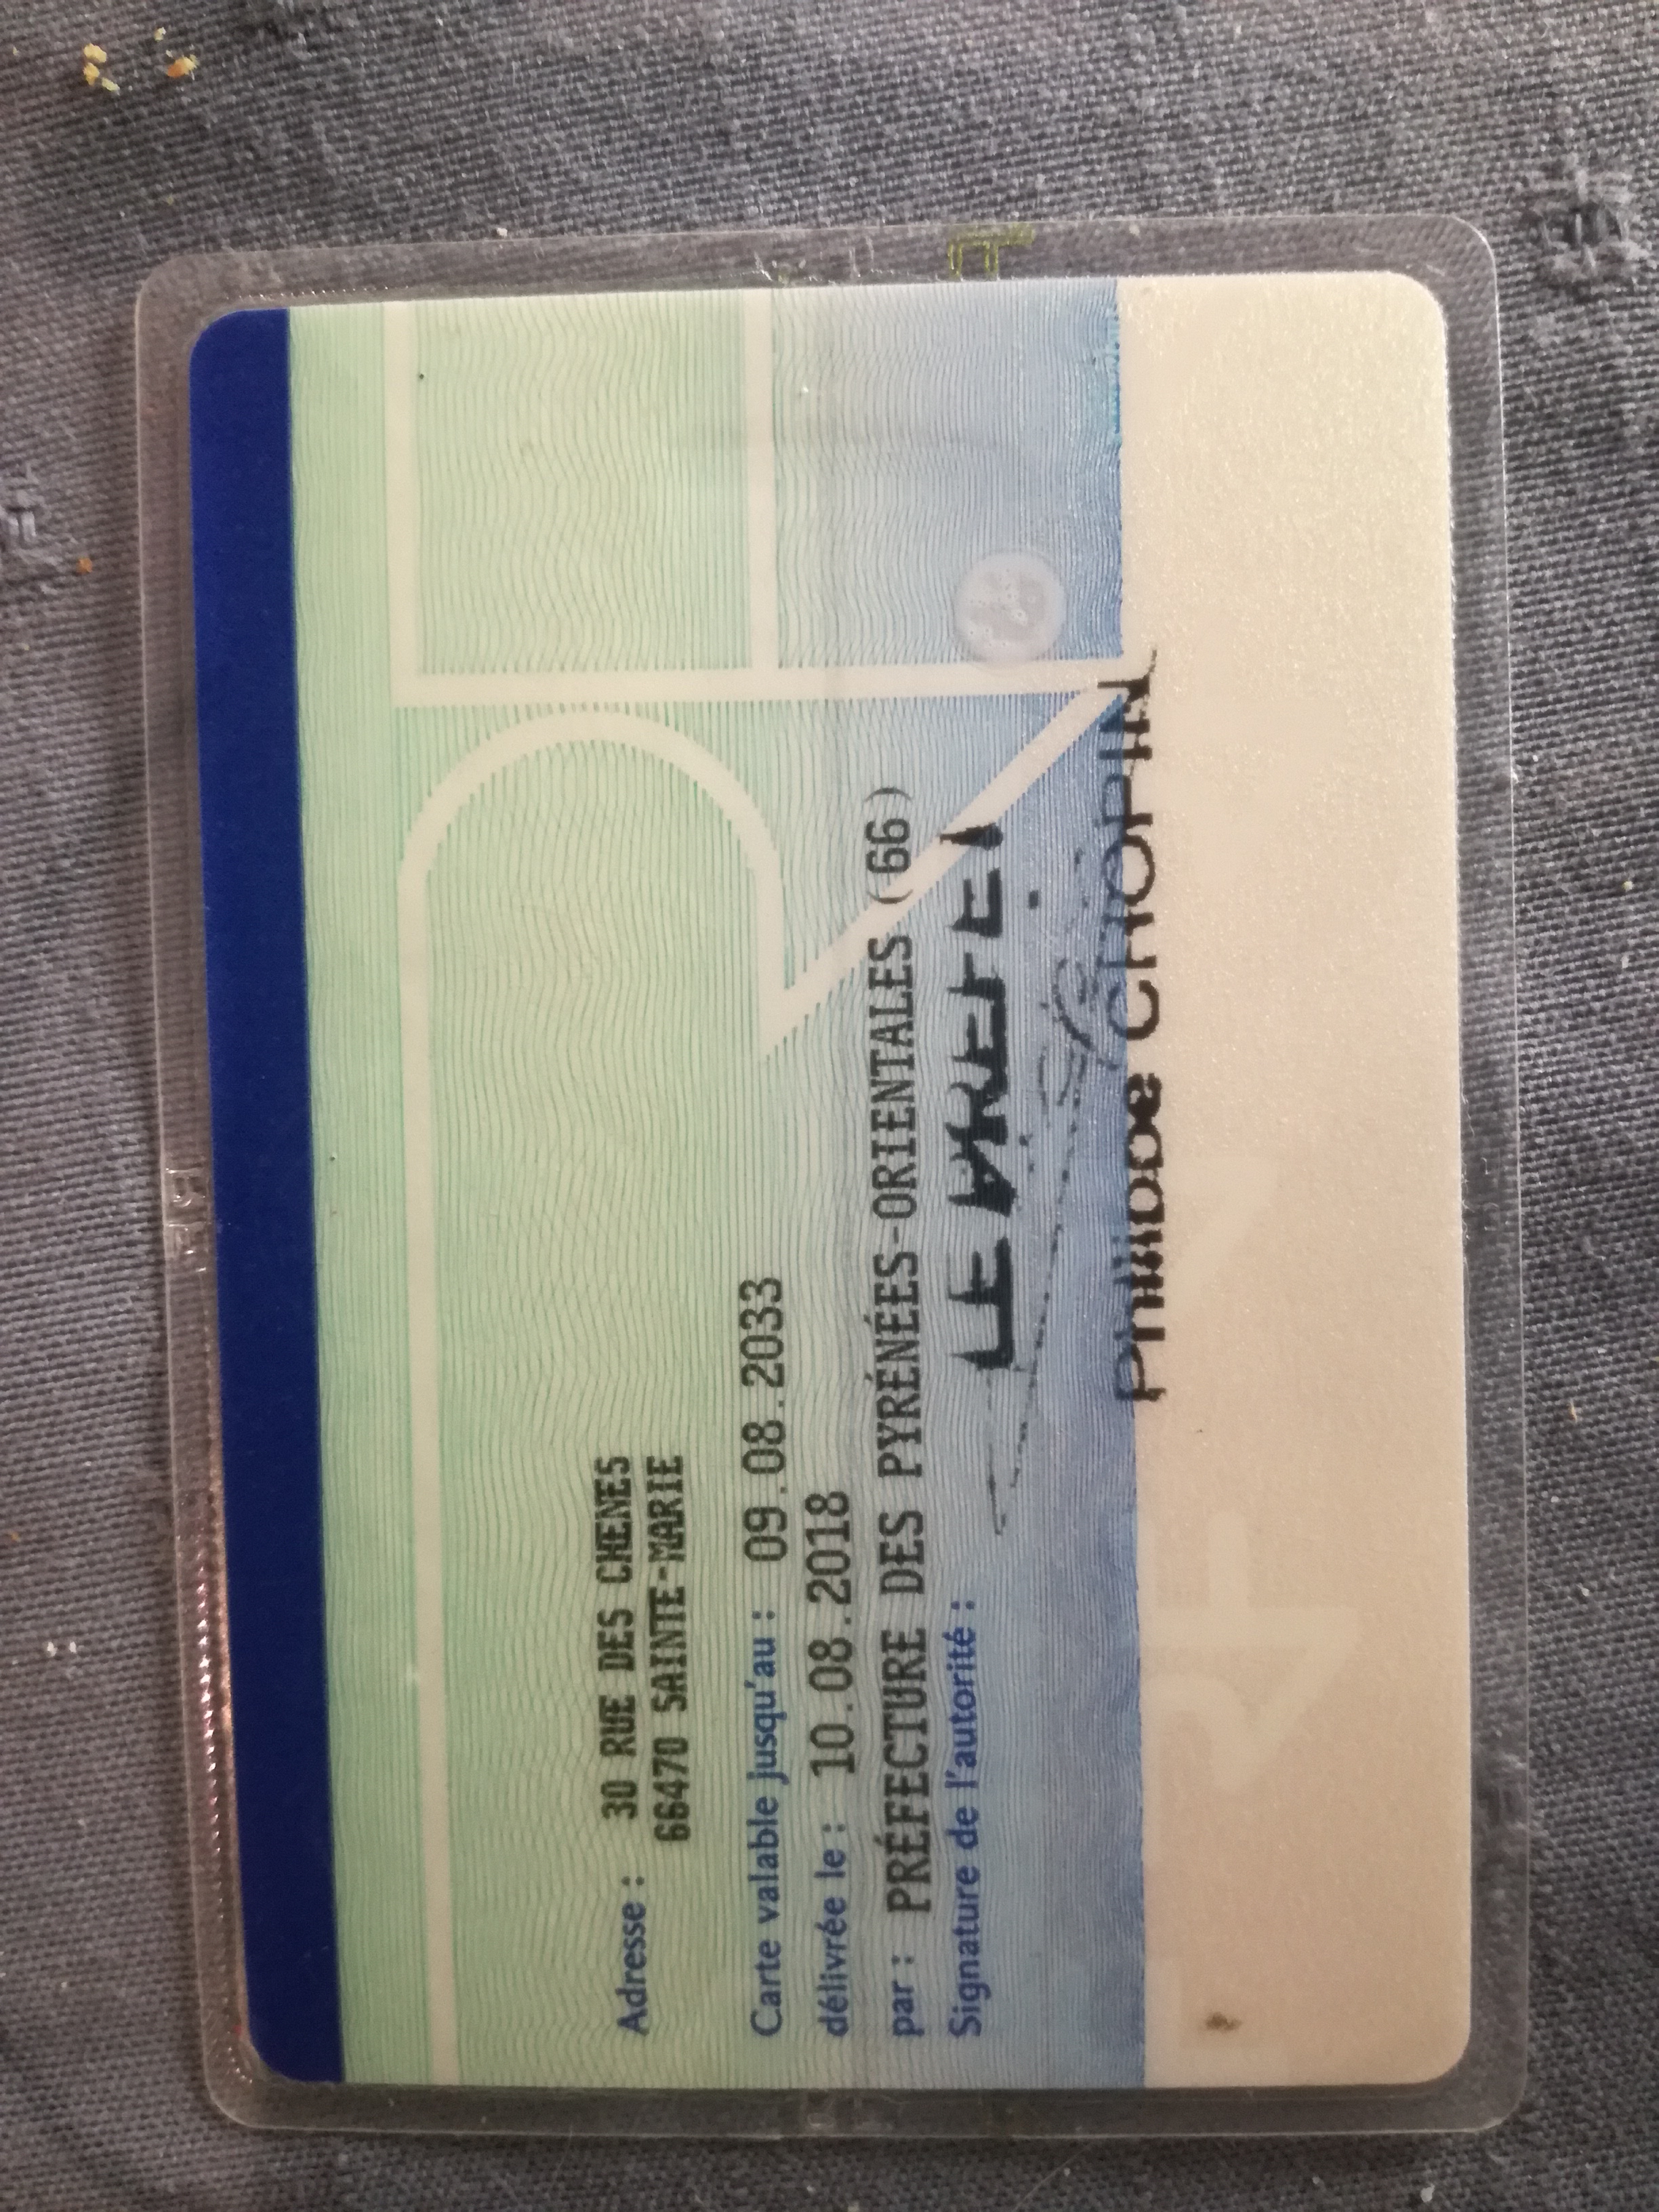 Adresse : 30 RUE DES CHENES
66470 SAINTE-MARIE
Carte valable jusqu'au : 09.08.2033
délivrée le : 10.08.2018
par : PRÉFECTURE DES PYRÉNÉES-ORIENTALES (66)
Signature de l'autorité :
LE PREFET
Philippe CHOPIN